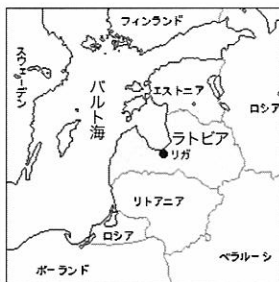 フィンランド
スウェーデン
バルト海
エストニア
ロシア
ラトビア
リガ
リトアニア
ロシア
ベラルーシ
ポーランド